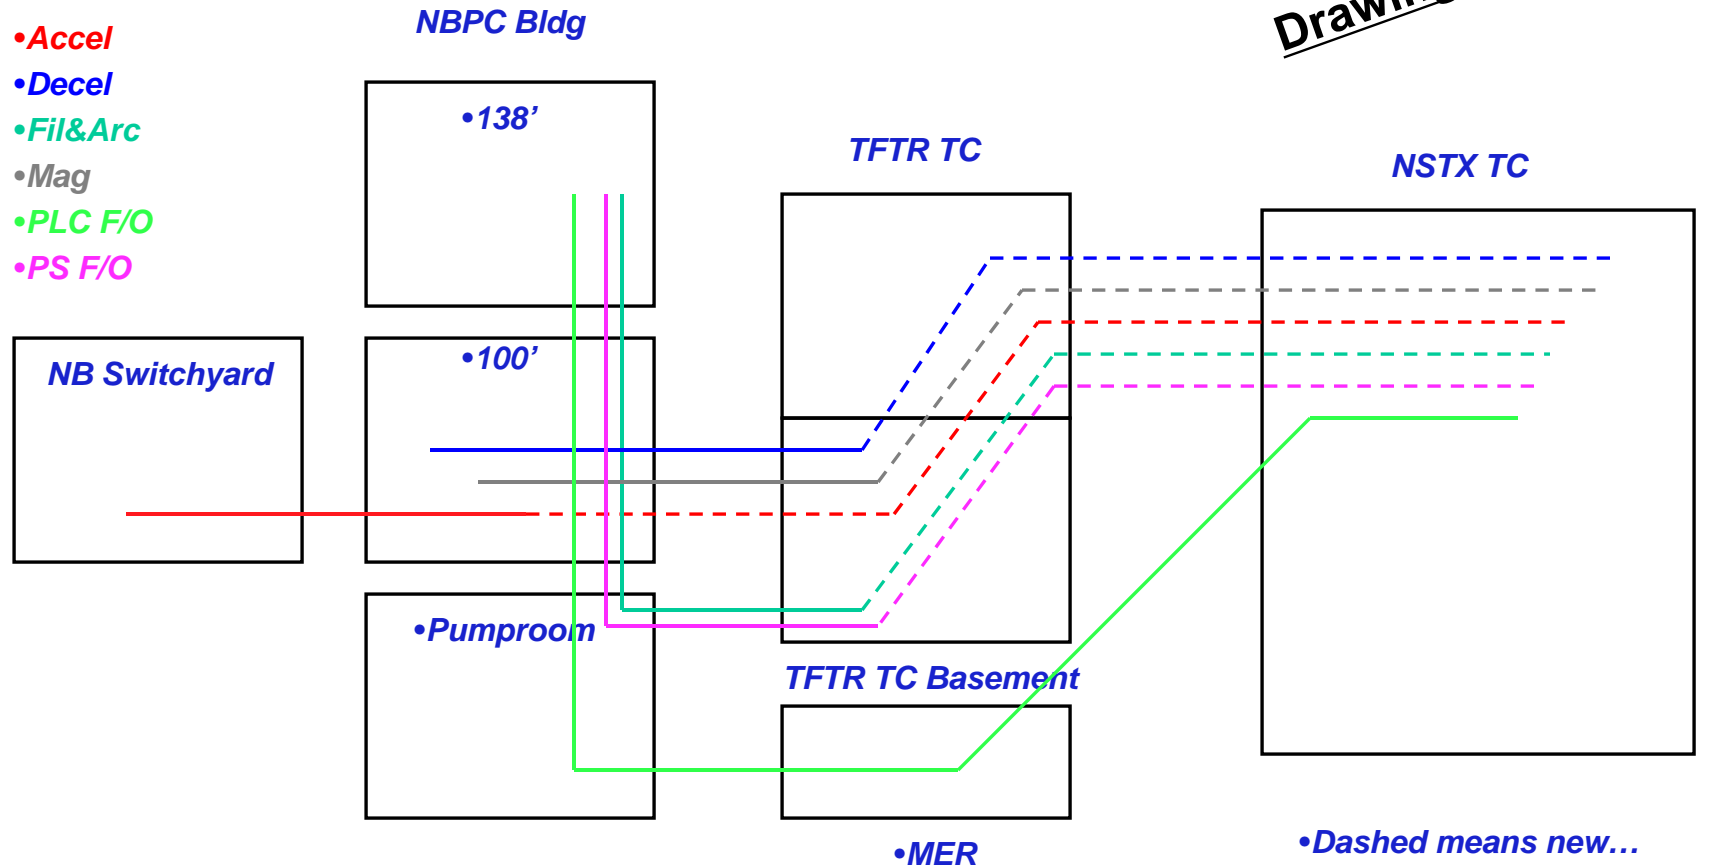 •Accel
•Decel
•Fil&Arc
•Mag
•PLC F/O
•PS F/O
NBPC Bldg
•138’
TFTR TC
NSTX TC
NB Switchyard
•100’
•Pumproom
TFTR TC Basement
•MER
•Dashed means new…